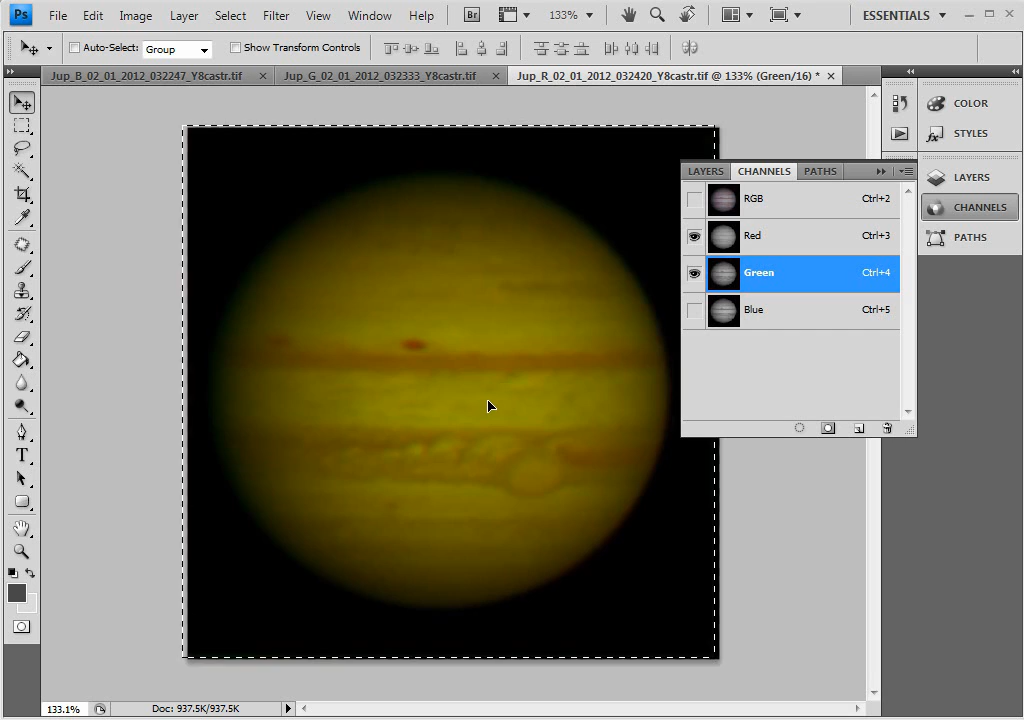 Ps File Edit Image Layer Select Filter View Window Help Br 133% ESSENTIALS
Auto-Select: Group Show Transform Controls
Jup_B_02_01_2012_032247_Y8castr.tif Jup_G_02_01_2012_032333_Y8castr.tif Jup_R_02_01_2012_032420_Y8castr.tif @ 133% (Green/16) *
COLOR
STYLES
LAYERS
CHANNELS
PATHS
LAYERS CHANNELS PATHS
RGB Ctrl+2
Red Ctrl+3
Green Ctrl+4
Blue Ctrl+5
T
133.1% Doc: 937.5K/937.5K